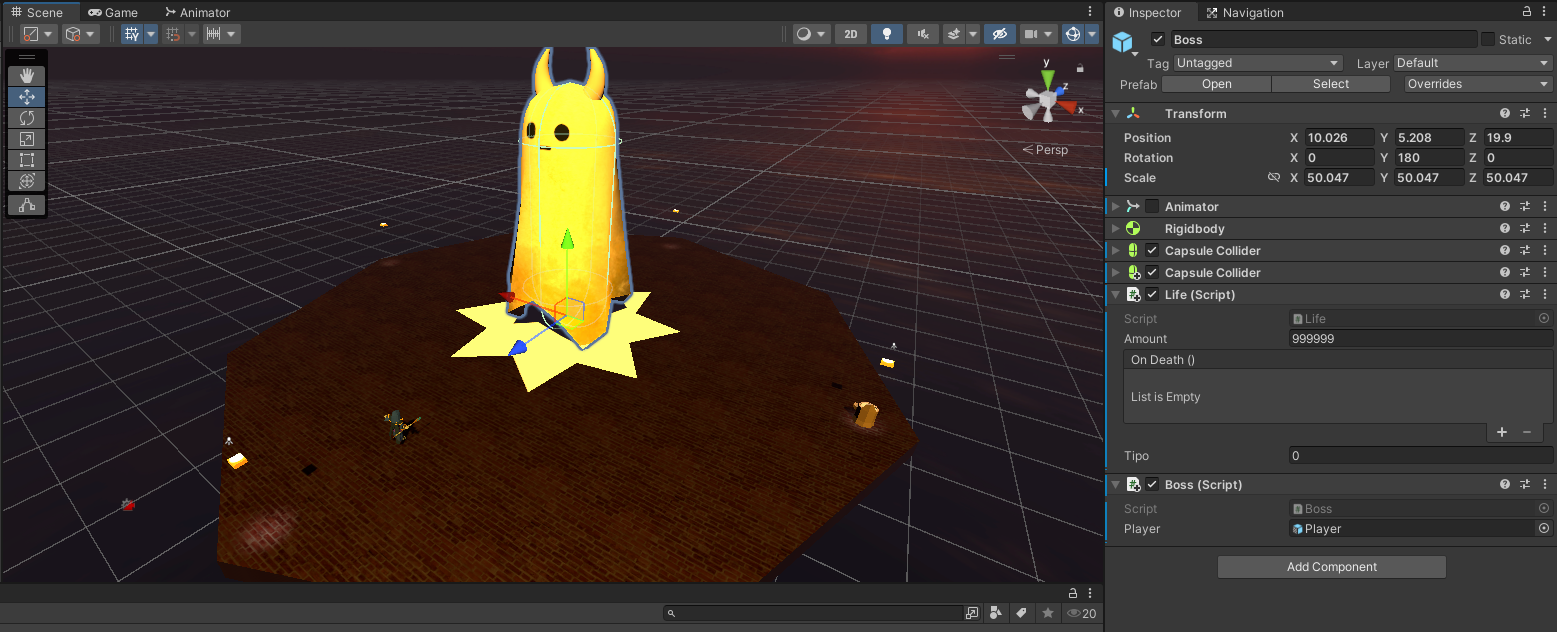 Scene Game Animator
2D
y
z
x
Persp
20
Inspector Navigation
Boss Static
Tag Untagged Layer Default
Prefab Open Select Overrides
Transform
Position X 10.026 Y 5.208 Z 19.9
Rotation X 0 Y 180 Z 0
Scale X 50.047 Y 50.047 Z 50.047
Animator
Rigidbody
Capsule Collider
Capsule Collider
Life (Script)
Script Life
Amount 999999
On Death ()
List is Empty
Tipo 0
Boss (Script)
Script Boss
Player Player
Add Component